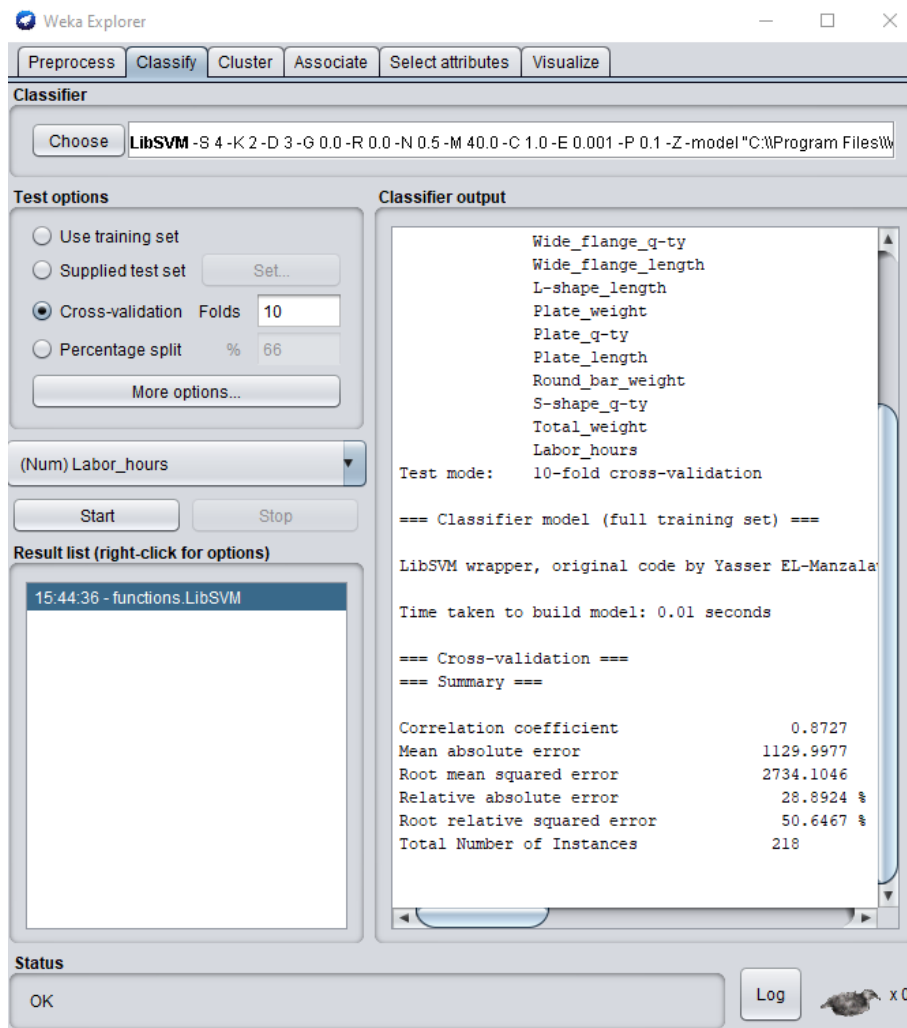 Weka Explorer
Preprocess Classify Cluster Associate Select attributes Visualize
Classifier
Choose LibSVM -S 4 -K 2 -D 3 -G 0.0 -R 0.0 -N 0.5 -M 40.0 -C 1.0 -E 0.001 -P 0.1 -Z -model "C:\\Program Files\\
Test options
Use training set
Supplied test set Set...
Cross-validation Folds 10
Percentage split % 66
More options...
(Num) Labor_hours
Start Stop
Result list (right-click for options)
15:44:36 - functions.LibSVM
Classifier output
Wide_flange_q-ty
Wide_flange_length
L-shape_length
Plate_weight
Plate_q-ty
Plate_length
Round_bar_weight
S-shape_q-ty
Total_weight
Labor_hours
Test mode: 10-fold cross-validation
=== Classifier model (full training set) ===
LibSVM wrapper, original code by Yasser EL-Manzala
Time taken to build model: 0.01 seconds
=== Cross-validation ===
=== Summary ===
Correlation coefficient 0.8727
Mean absolute error 1129.9977
Root mean squared error 2734.1046
Relative absolute error 28.8924 %
Root relative squared error 50.6467 %
Total Number of Instances 218
Status
OK
Log
x 0